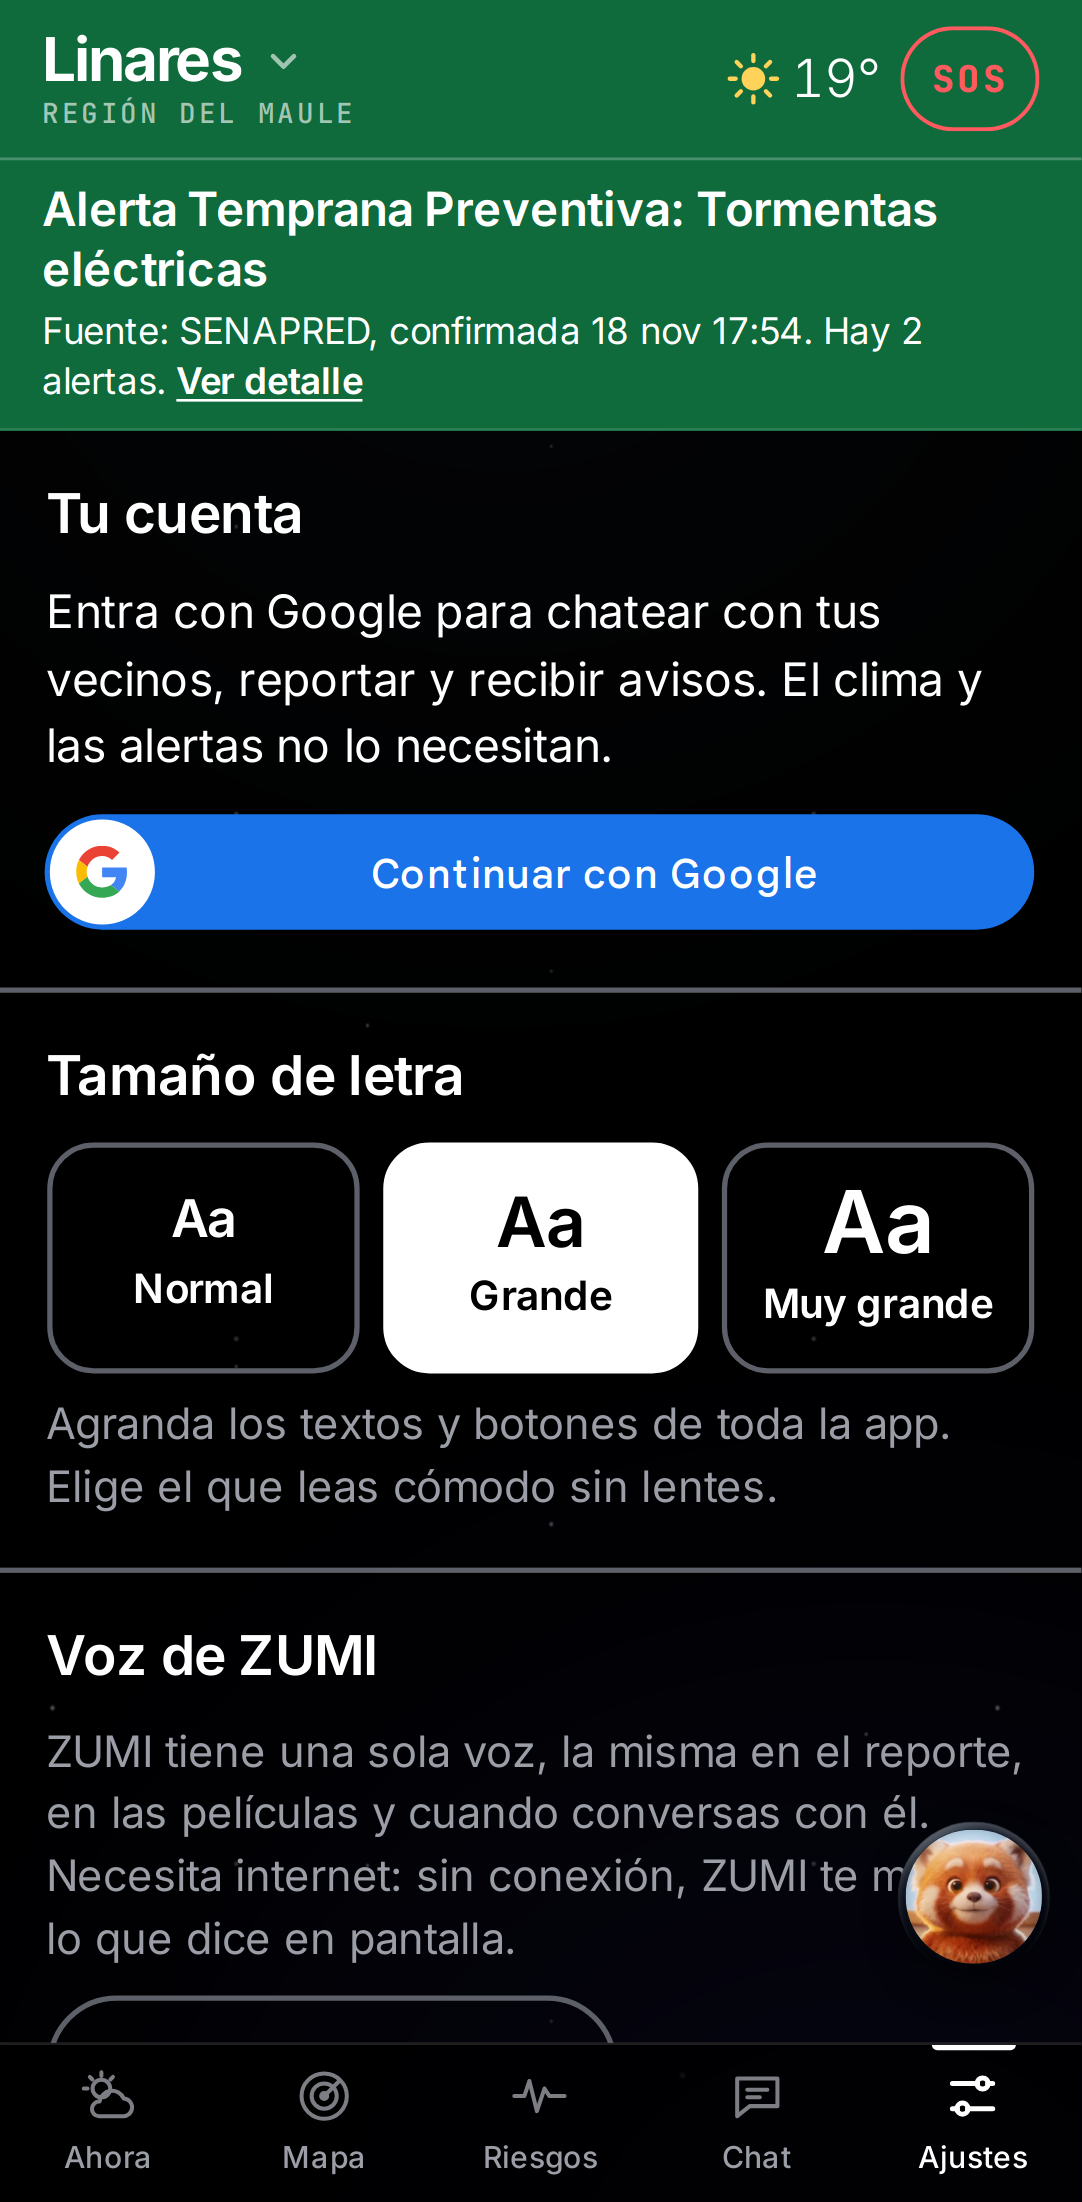 Linares
REGIÓN DEL MAULE
19°
SOS
Alerta Temprana Preventiva: Tormentas
eléctricas
Fuente: SENAPRED, confirmada 18 nov 17:54. Hay 2
alertas. Ver detalle
Tu cuenta
Entra con Google para chatear con tus
vecinos, reportar y recibir avisos. El clima y
las alertas no lo necesitan.
Continuar con Google
Tamaño de letra
Aa
Normal
Aa
Grande
Aa
Muy grande
Agranda los textos y botones de toda la app.
Elige el que leas cómodo sin lentes.
Voz de ZUMI
ZUMI tiene una sola voz, la misma en el reporte,
en las películas y cuando conversas con él.
Necesita internet: sin conexión, ZUMI te
lo que dice en pantalla.
Ahora
Mapa
Riesgos
Chat
Ajustes